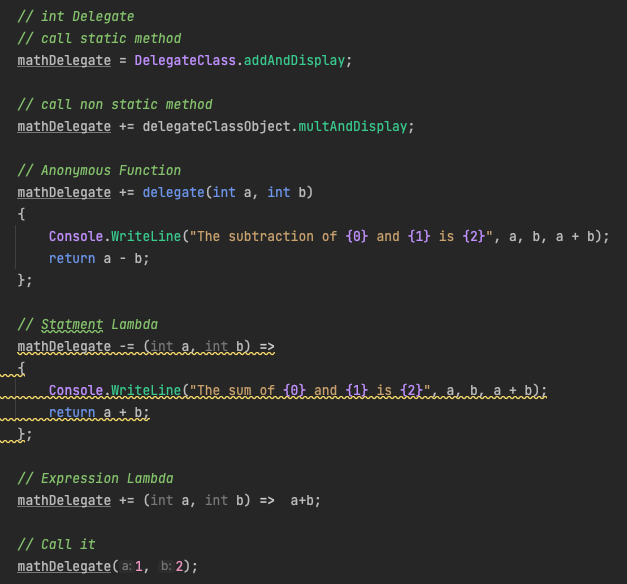 // int Delegate
// call static method
mathDelegate = DelegateClass.addAndDisplay;
// call non static method
mathDelegate += delegateClassObject.multAndDisplay;
// Anonymous Function
mathDelegate += delegate(int a, int b)
{
Console.WriteLine("The subtraction of {0} and {1} is {2}", a, b, a + b);
return a - b;
};
// Statment Lambda
mathDelegate -= (int a, int b) =>
{
Console.WriteLine("The sum of {0} and {1} is {2}", a, b, a + b);
return a + b;
};
// Expression Lambda
mathDelegate += (int a, int b) =>  a+b;
// Call it
mathDelegate(a:1, b:2);